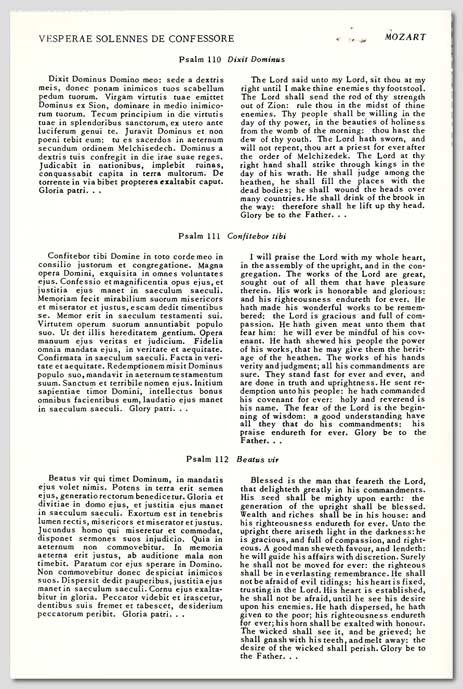 VESPERAE SOLENNES DE CONFESSORE
MOZART
Psalm 110 Dixit Dominus
Dixit Dominus Domino meo: sede a dextris
meis, donec ponam inimicos tuos scabellum
pedum tuorum. Virgam virtutis tuae emittet
Dominus ex Sion, dominare in medio inimico-
rum tuorum. Tecum principium in die virtutis
tuae in splendoribus sanctorum, ex utero ante
luciferum genui te. Juravit Dominus et non
poeni tebit eum: tu es sacerdos in aeternum
secundum ordinem Melchisedech. Dominus a
dextris tuis confregit in die irae suae reges.
Judicabit in nationibus, implebit ruinas,
conquassabit capita in terra multorum. De
torrente in via bibet propterea exaltabit caput.
Gloria patri. . .
The Lord said unto my Lord, sit thou at my
right until I make thine enemies thy footstool.
The Lord shall send the rod of thy strength
out of Zion: rule thou in the midst of thine
enemies. Thy people shall be willing in the
day of thy power, in the beauties of holiness
from the womb of the morning: thou hast the
dew of thy youth. The Lord hath sworn, and
will not repent, thou art a priest for ever after
the order of Melchizedek. The Lord at thy
right hand shall strike through kings in the
day of his wrath. He shall judge among the
heathen, he shall fill the places with the
dead bodies; he shall wound the heads over
many countries. He shall drink of the brook in
the way: therefore shall he lift up thy head.
Glory be to the Father. . .
Psalm 111 Confitebor tibi
Confitebor tibi Domine in toto corde meo in
consilio justorum et congregatione. Magna
opera Domini, exquisita in omnes voluntates
ejus. Confessio et magnificentia opus ejus, et
justitia ejus manet in saeculum saeculi.
Memoriam fecit mirabilium suorum misericors
et miserator et justus, escam dedit timentibus
se. Memor erit in saeculum testamenti sui.
Virtutem operum suorum annuntiabit populo
suo. Ut det illis hereditatem gentium. Opera
manuum ejus veritas et judicium. Fidelia
omnia mandata ejus, in veritate et aequitate.
Confirmata in saeculum saeculi. Facta in veri-
tate et aequitate. Redemptionem misit Dominus
populo suo, mandavit in aeternum testamentum
suum. Sanctum et terribile nomen ejus. Initium
sapientiae timor Domini, intellectus bonus
omnibus facientibus eum, laudatio ejus manet
in saeculum saeculi. Glory patri. . .
I will praise the Lord with my whole heart,
in the assembly of the upright, and in the con-
gregation. The works of the Lord are great,
sought out of all them that have pleasure
therein. His work is honorable and glorious:
and his righteousness endureth for ever. He
hath made his wonderful works to be remem-
bered: the Lord is gracious and full of com-
passion. He hath given meat unto them that
fear him: he will ever be mindful of his cov-
enant. He hath shewed his people the power
of his works, that he may give them the herit-
age of the heathen. The works of his hands
verity and judgment; all his commandments are
sure. They stand fast for ever and ever, and
are done in truth and uprightness. He sent re-
demption unto his people: he hath commanded
his covenant for ever: holy and reverend is
his name. The fear of the Lord is the begin-
ning of wisdom: a good understanding have
all they that do his commandments: his
praise endureth for ever. Glory be to the
Father. . .
Psalm 112 Beatus vir
Beatus vir qui timet Dominum, in mandatis
ejus volet nimis. Potens in terra erit semen
ejus, generatio rectorum benedicetur. Gloria et
divitiae in domo ejus, et justitia ejus manet
in saeculum saeculi. Exortum est in tenebris
lumen rectis, misericors et miserator et justus.
Jucundus homo qui miseretur et commodat,
disponet sermones suos injudicio. Quia in
aeternum non commovebitur. In memoria
aeterna erit justus, ab auditione mala non
timebit. Paratum cor ejus sperare in Domino.
Non commovebitur donec despiciat inimicos
suos. Dispersit dedit pauperibus, justitia ejus
manet in saeculum saeculi. Cornu ejus exalta-
bitur in gloria. Peccator videbit et irascetur,
dentibus suis fremet et tabescet, desiderium
peccatorum peribit. Gloria patri. . .
Blessed is the man that feareth the Lord,
that delighteth greatly in his commandments.
His seed shall be mighty upon earth: the
generation of the upright shall be blessed.
Wealth and riches shall be in his house: and
his righteousness endureth for ever. Unto the
upright there ariseth light in the darkness: he
is gracious, and full of compassion, and right-
eous. A good man sheweth favour, and lendeth:
he will guide his affairs with discretion. Surely
he shall not be moved for ever: the righteous
shall be in everlasting remembrance. He shall
not be afraid of evil tidings: his heart is fixed,
trusting in the Lord. His heart is established,
he shall not be afraid, until he see his desire
upon his enemies. He hath dispersed, he hath
given to the poor; his righteousness endureth
for ever; his horn shall be exalted with honour.
The wicked shall see it, and be grieved; he
shall gnash with his teeth, and melt away: the
desire of the wicked shall perish. Glory be to
the Father. . .